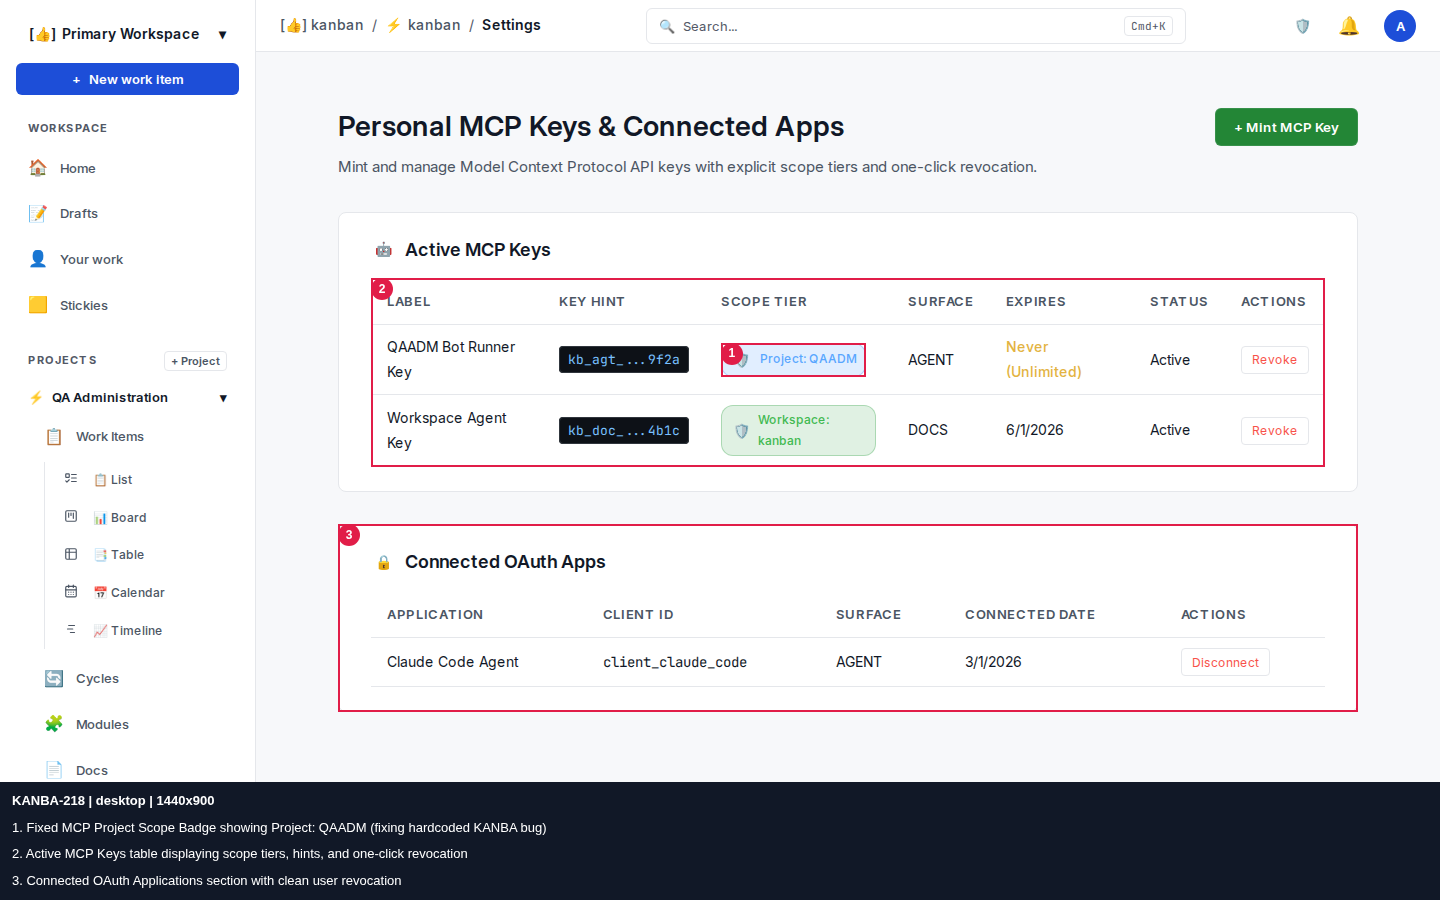 [👍] Primary Workspace ▼
+ New work item
WORKSPACE
🏠 Home
📝 Drafts
👤 Your work
🟨 Stickies
PROJECTS + Project
⚡ QA Administration ▼
📋 Work Items
📋 List
📊 Board
📑 Table
📅 Calendar
📈 Timeline
🔄 Cycles
🧩 Modules
📄 Docs
[👍] kanban / ⚡ kanban / Settings
🔍 Search... Cmd+K
🛡️ 🔔 A
Personal MCP Keys & Connected Apps
+ Mint MCP Key
Mint and manage Model Context Protocol API keys with explicit scope tiers and one-click revocation.
🤖 Active MCP Keys
2
LABEL KEY HINT SCOPE TIER SURFACE EXPIRES STATUS ACTIONS
QAADM Bot Runner Key kb_agt_...9f2a 1 🛡️ Project: QAADM AGENT Never (Unlimited) Active Revoke
Workspace Agent Key kb_doc_...4b1c 🛡️ Workspace: kanban DOCS 6/1/2026 Active Revoke
3
🔒 Connected OAuth Apps
APPLICATION CLIENT ID SURFACE CONNECTED DATE ACTIONS
Claude Code Agent client_claude_code AGENT 3/1/2026 Disconnect
KANBA-218 | desktop | 1440x900
1. Fixed MCP Project Scope Badge showing Project: QAADM (fixing hardcoded KANBA bug)
2. Active MCP Keys table displaying scope tiers, hints, and one-click revocation
3. Connected OAuth Applications section with clean user revocation